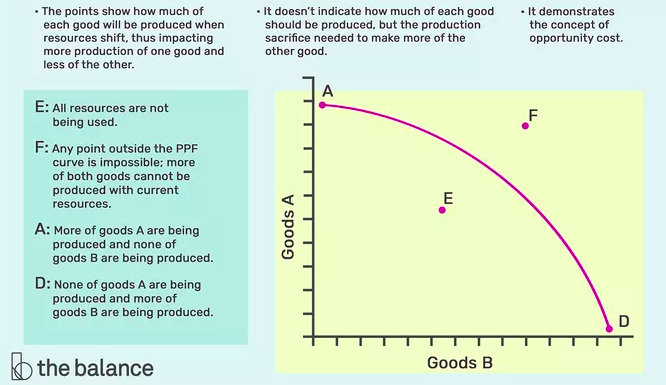 • The points show how much of
each good will be produced when
resources shift, thus impacting
more production of one good and
less of the other.
• It doesn't indicate how much of each good
should be produced, but the production
sacrifice needed to make more of the
other good.
• It demonstrates
the concept of
opportunity cost.
E: All resources are not
being used.
F: Any point outside the PPF
curve is impossible; more
of both goods cannot be
produced with current
resources.
A: More of goods A are being
produced and none of
goods B are being produced.
D: None of goods A are being
produced and more of
goods B are being produced.
A
F
E
D
Goods A
Goods B
the balance